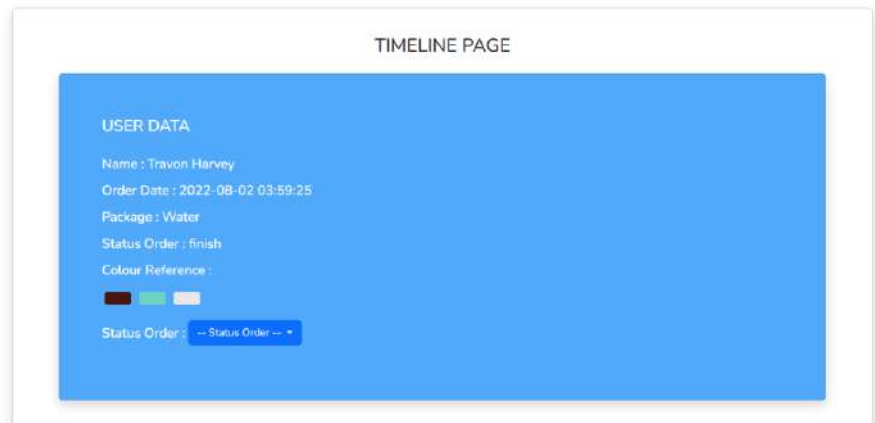 TIMELINE PAGE
USER DATA
Name : Travon Harvey
Order Date : 2022-08-02 03:59:25
Package : Water
Status Order : finish
Colour Reference :
Status Order : -- Status Order --